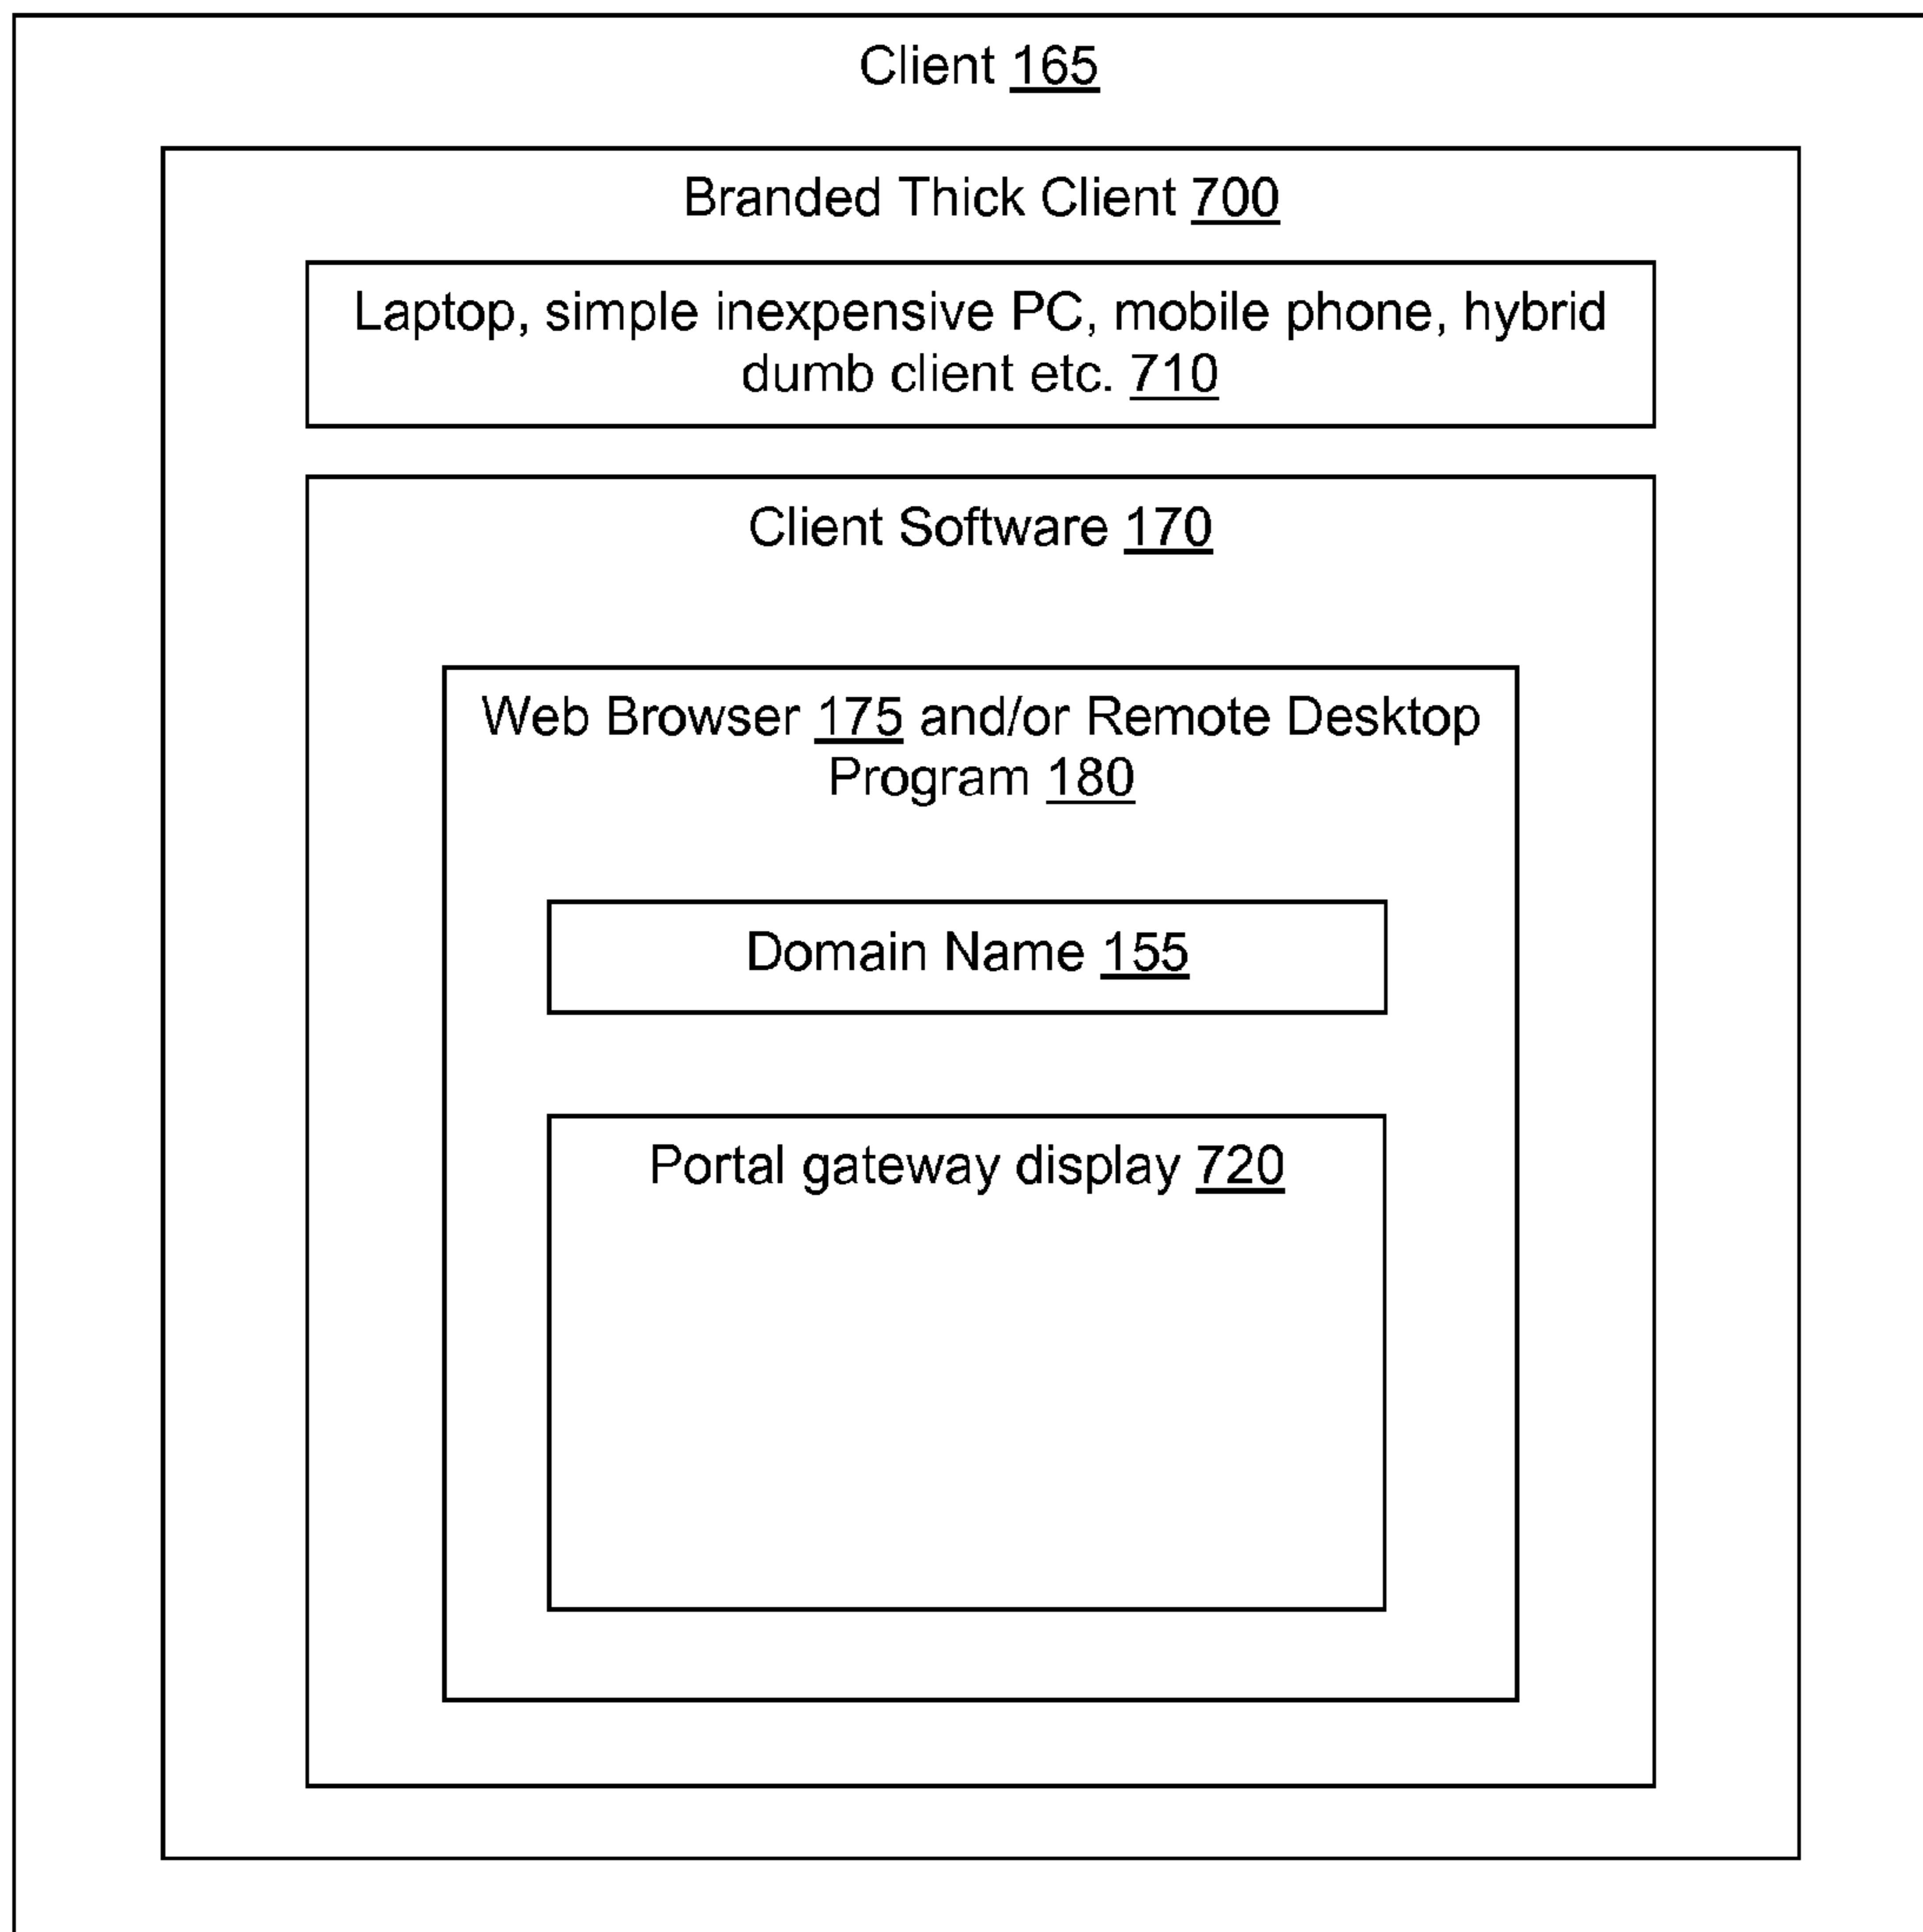 Client 165
Branded Thick Client 700
Laptop, simple inexpensive PC, mobile phone, hybrid
dumb client etc. 710
Client Software 170
Web Browser 175 and/or Remote Desktop
Program 180
Domain Name 155
Portal gateway display 720